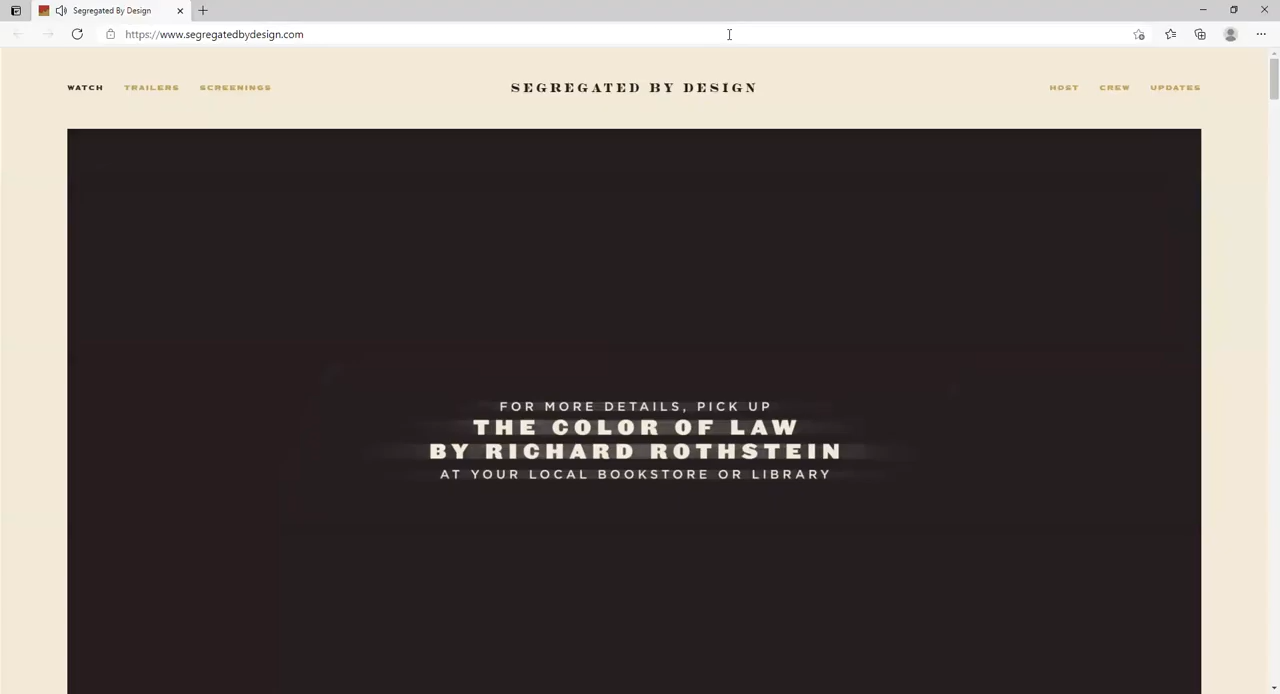 Segregated By Design
https://www.segregatedbydesign.com
WATCH TRAILERS SCREENINGS SEGREGATED BY DESIGN HOST CREW UPDATES
FOR MORE DETAILS, PICK UP
THE COLOR OF LAW
BY RICHARD ROTHSTEIN
AT YOUR LOCAL BOOKSTORE OR LIBRARY